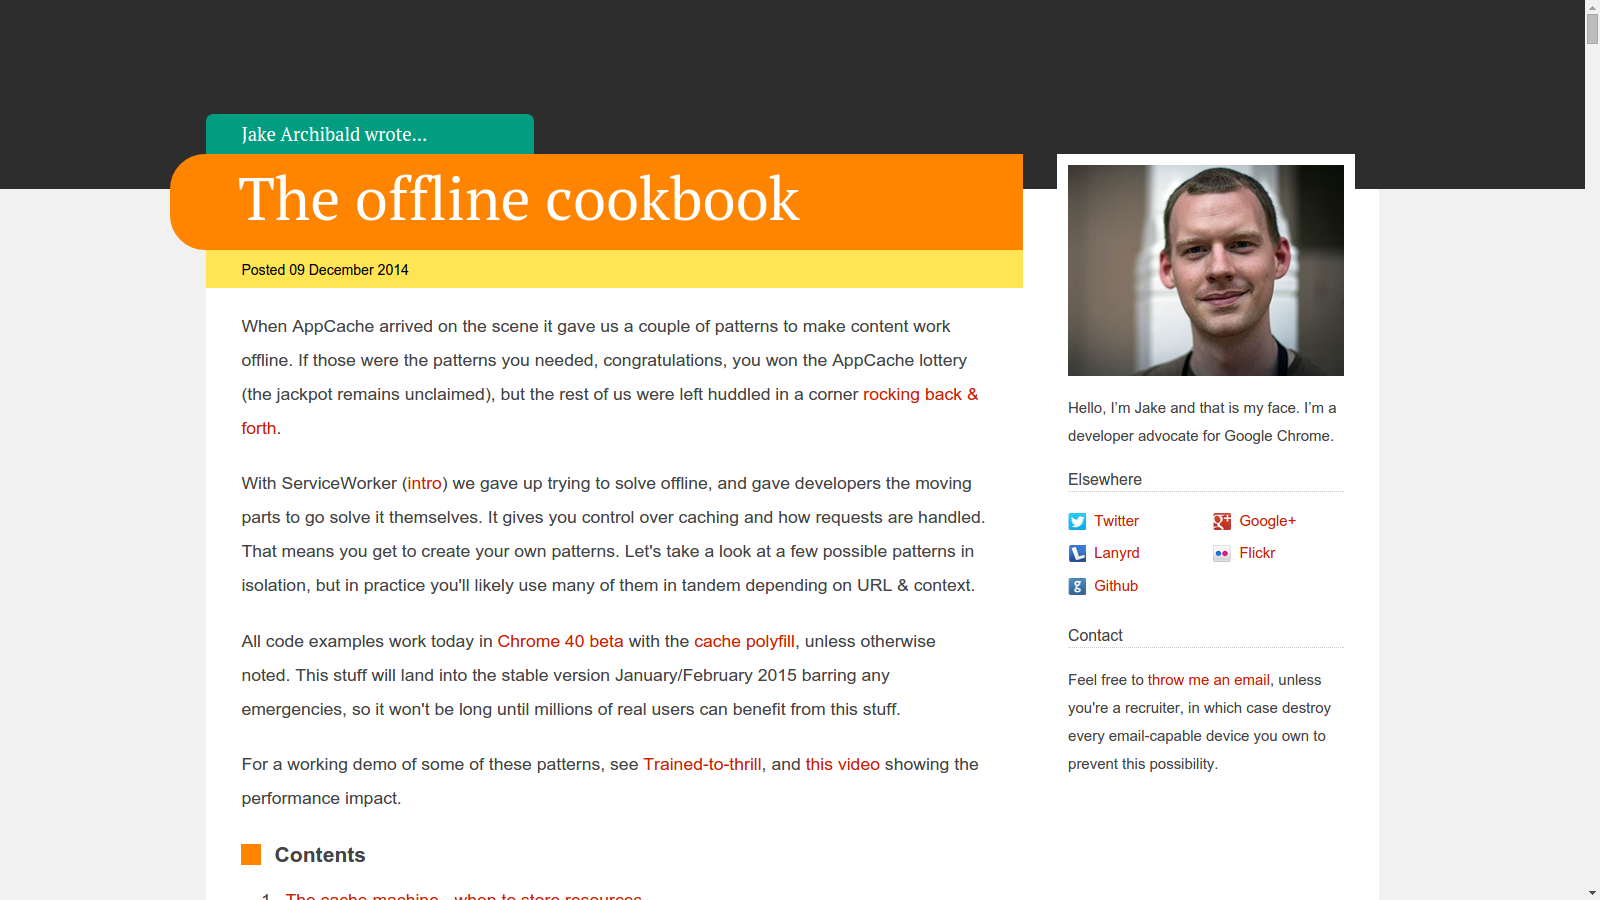 Jake Archibald wrote...
The offline cookbook
Posted 09 December 2014
When AppCache arrived on the scene it gave us a couple of patterns to make content work
offline. If those were the patterns you needed, congratulations, you won the AppCache lottery
(the jackpot remains unclaimed), but the rest of us were left huddled in a corner rocking back &
forth.
With ServiceWorker (intro) we gave up trying to solve offline, and gave developers the moving
parts to go solve it themselves. It gives you control over caching and how requests are handled.
That means you get to create your own patterns. Let's take a look at a few possible patterns in
isolation, but in practice you'll likely use many of them in tandem depending on URL & context.
All code examples work today in Chrome 40 beta with the cache polyfill, unless otherwise
noted. This stuff will land into the stable version January/February 2015 barring any
emergencies, so it won't be long until millions of real users can benefit from this stuff.
For a working demo of some of these patterns, see Trained-to-thrill, and this video showing the
performance impact.
Contents
1. The cache machine - when to store resources
Hello, I’m Jake and that is my face. I’m a
developer advocate for Google Chrome.
Elsewhere
Twitter
Google+
Lanyrd
Flickr
Github
Contact
Feel free to throw me an email, unless
you're a recruiter, in which case destroy
every email-capable device you own to
prevent this possibility.